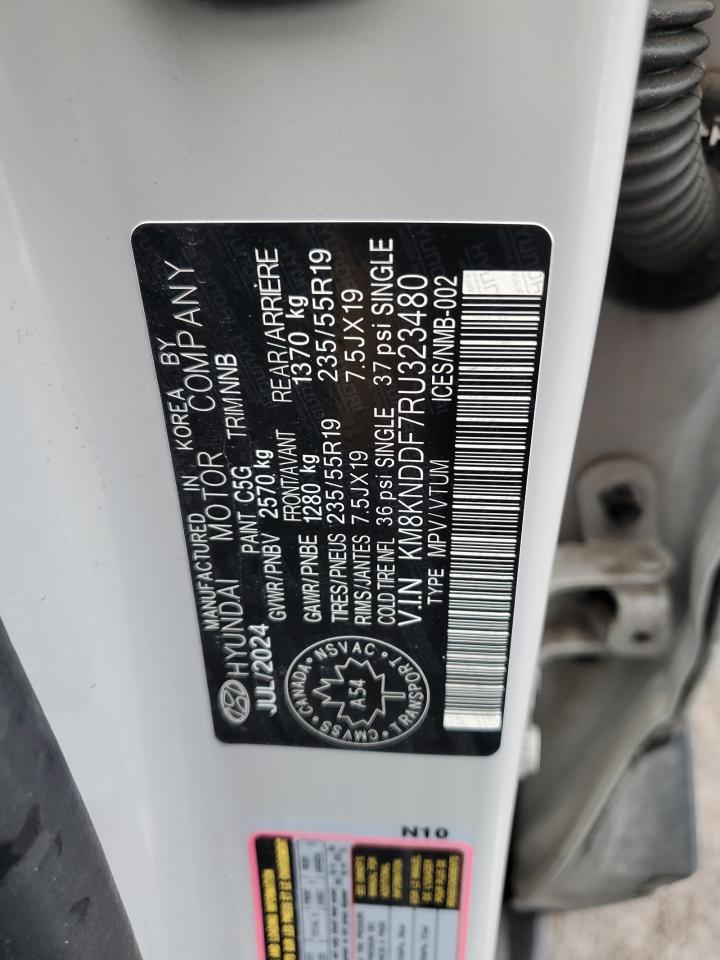 MANUFACTURED IN KOREA BY
HYUNDAI MOTOR COMPANY
JUL/2024 PANT C5G TRIM NNB
GVWR/PNBV 2570 kg
FRONT/AVANT REAR/ARRIÈRE
GAWR/PNBE 1280 kg 1370 kg
TIRES/PNEUS 235/55R19 235/55R19
RIMS/JANTES 7.5JX19 7.5JX19
COLD TIRE INFL 36 psi SINGLE 37 psi SINGLE
V.I.N KM8KNDDF7RU323480
TYPE MPV/VTUM ICES/NMB-002
CANADA • NSVAC • TRANSPORT • CMVSS
A54
N10